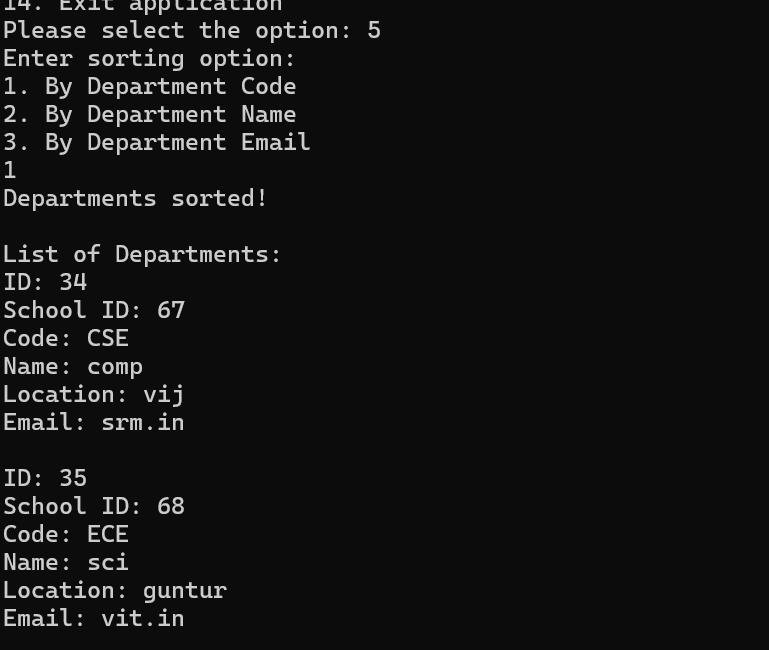 14. Exit application
Please select the option: 5
Enter sorting option:
1. By Department Code
2. By Department Name
3. By Department Email
1
Departments sorted!
List of Departments:
ID: 34
School ID: 67
Code: CSE
Name: comp
Location: vij
Email: srm.in
ID: 35
School ID: 68
Code: ECE
Name: sci
Location: guntur
Email: vit.in